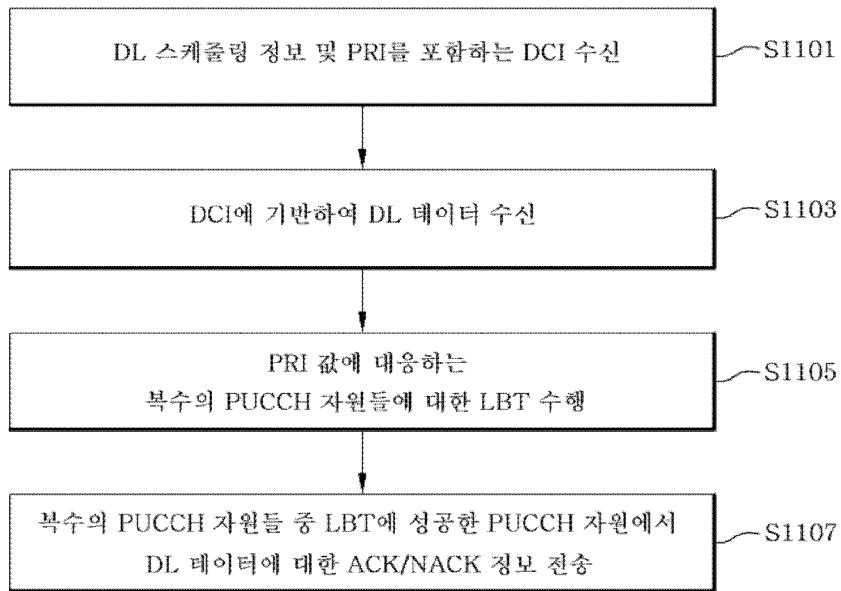 DL 스케줄링 정보 및 PRI를 포함하는 DCI 수신
S1101
DCI에 기반하여 DL 데이터 수신
S1103
PRI 값에 대응하는
복수의 PUCCH 자원들에 대한 LBT 수행
S1105
복수의 PUCCH 자원들 중 LBT에 성공한 PUCCH 자원에서
DL 데이터에 대한 ACK/NACK 정보 전송
S1107